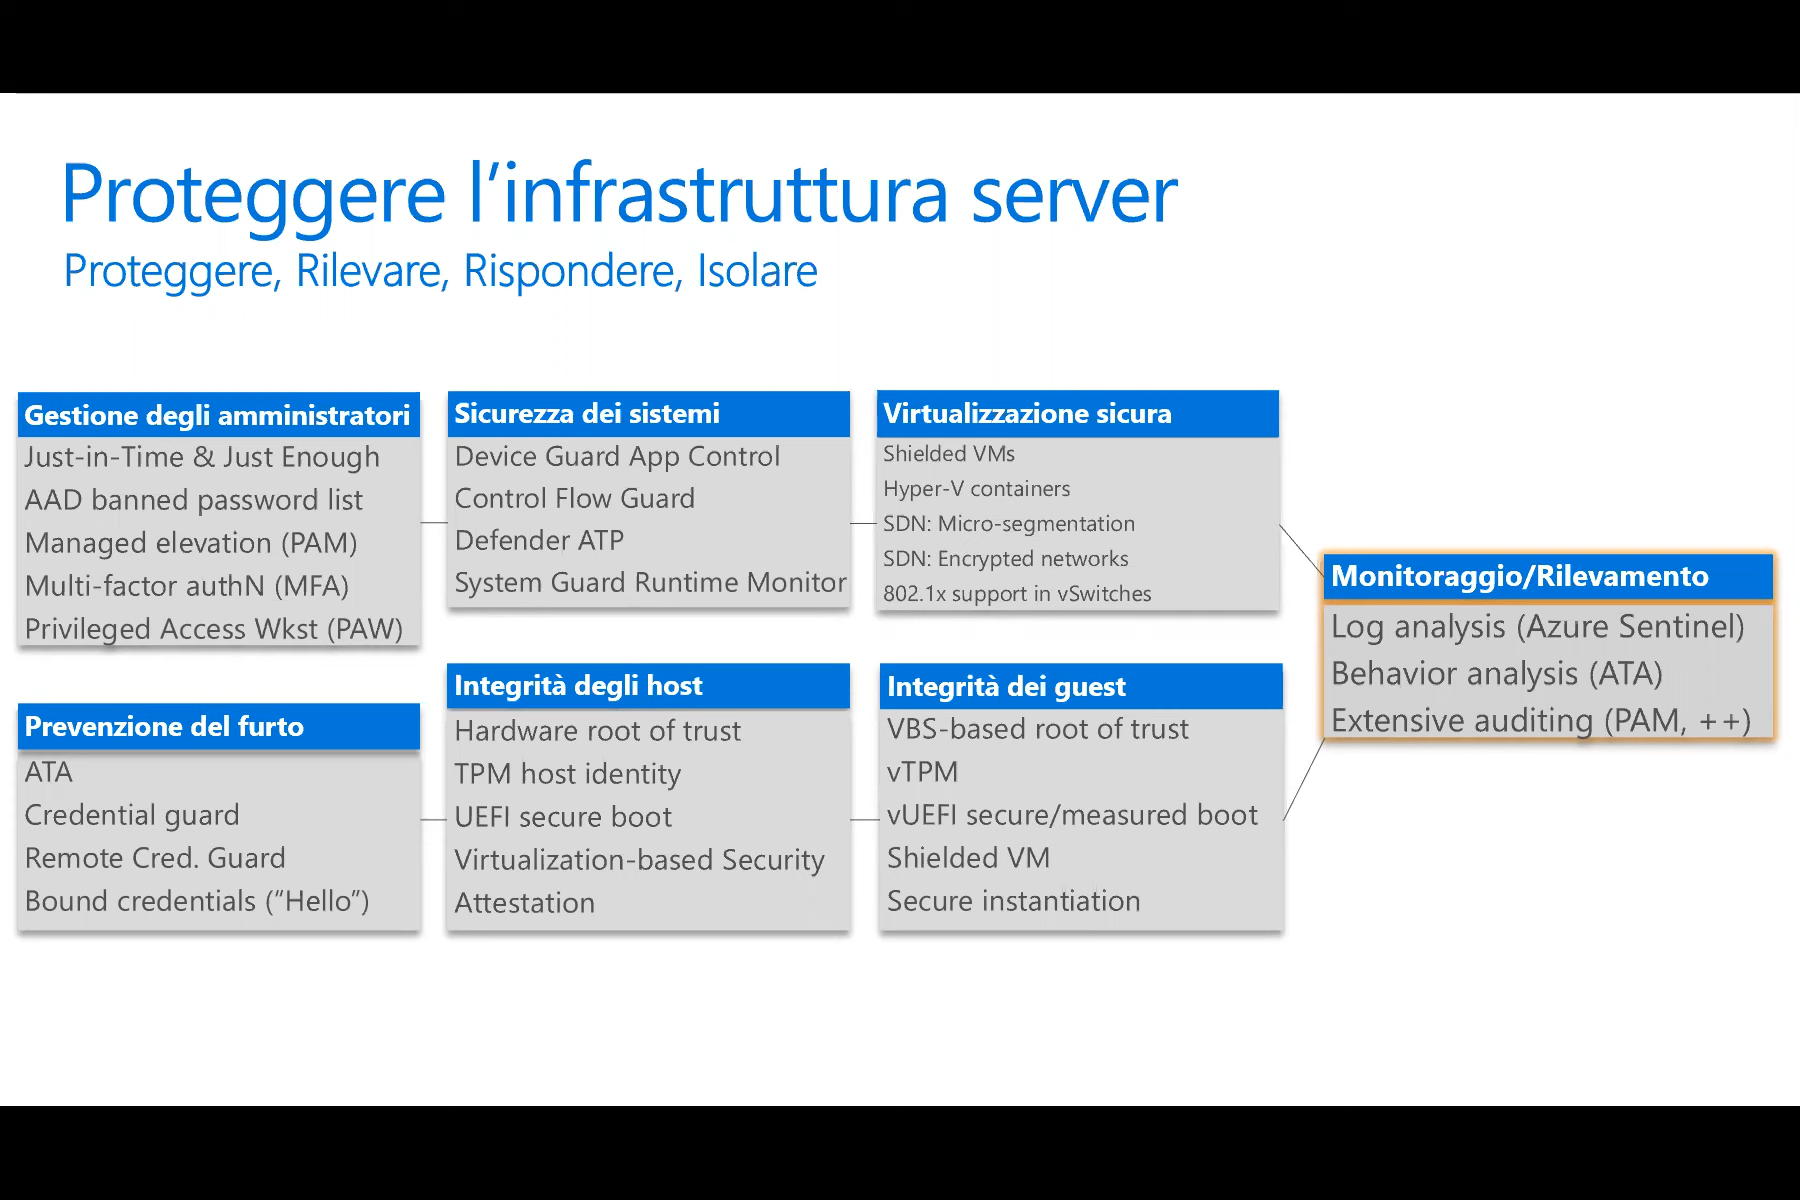 Proteggere l’infrastruttura server
Proteggere, Rilevare, Rispondere, Isolare
Gestione degli amministratori
Just-in-Time & Just Enough
AAD banned password list
Managed elevation (PAM)
Multi-factor authN (MFA)
Privileged Access Wkst (PAW)
Sicurezza dei sistemi
Device Guard App Control
Control Flow Guard
Defender ATP
System Guard Runtime Monitor
Virtualizzazione sicura
Shielded VMs
Hyper-V containers
SDN: Micro-segmentation
SDN: Encrypted networks
802.1x support in vSwitches
Prevenzione del furto
ATA
Credential guard
Remote Cred. Guard
Bound credentials (“Hello”)
Integrità degli host
Hardware root of trust
TPM host identity
UEFI secure boot
Virtualization-based Security
Attestation
Integrità dei guest
VBS-based root of trust
vTPM
vUEFI secure/measured boot
Shielded VM
Secure instantiation
Monitoraggio/Rilevamento
Log analysis (Azure Sentinel)
Behavior analysis (ATA)
Extensive auditing (PAM, ++)